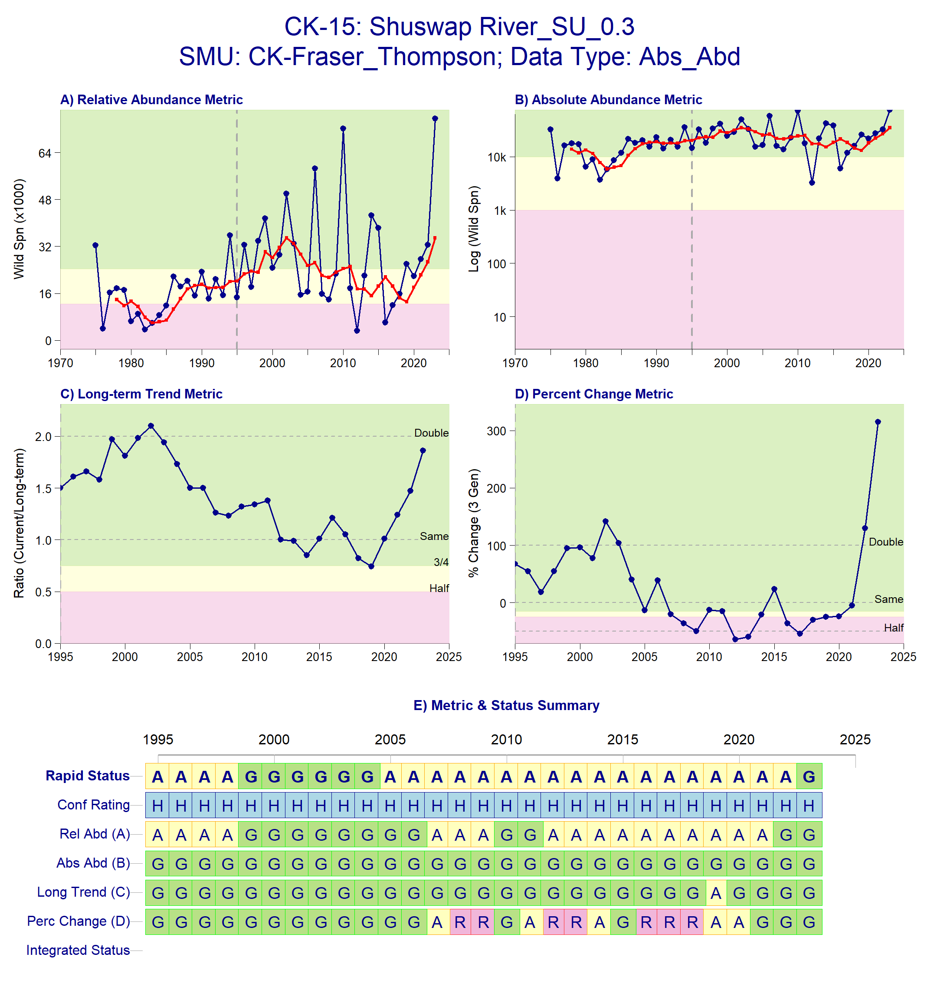 CK-15: Shuswap River_SU_0.3
SMU: CK-Fraser_Thompson; Data Type: Abs_Abd
A) Relative Abundance Metric
Wild Spn (x1000)
64
48
32
16
0
1970 1980 1990 2000 2010 2020
B) Absolute Abundance Metric
Log (Wild Spn)
10k
1k
100
10
1970 1980 1990 2000 2010 2020
C) Long-term Trend Metric
Ratio (Current/Long-term)
2.0
1.5
1.0
0.5
0.0
Double
Same
3/4
Half
1995 2000 2005 2010 2015 2020 2025
D) Percent Change Metric
% Change (3 Gen)
300
200
100
0
Double
Same
Half
1995 2000 2005 2010 2015 2020 2025
E) Metric & Status Summary
1995 2000 2005 2010 2015 2020 2025
Rapid Status A A A A G G G G G G A A A A A A A A A A A A A A A A A A G
Conf Rating H H H H H H H H H H H H H H H H H H H H H H H H H H H H H
Rel Abd (A) A A A A G G G G G G G G A A A G G A A A A A A A A A A G G
Abs Abd (B) G G G G G G G G G G G G G G G G G G G G G G G G G G G G G
Long Trend (C) G G G G G G G G G G G G G G G G G G G G G G G G A G G G G
Perc Change (D) G G G G G G G G G G G G A R R G A R R A G R R R A A G G G
Integrated Status